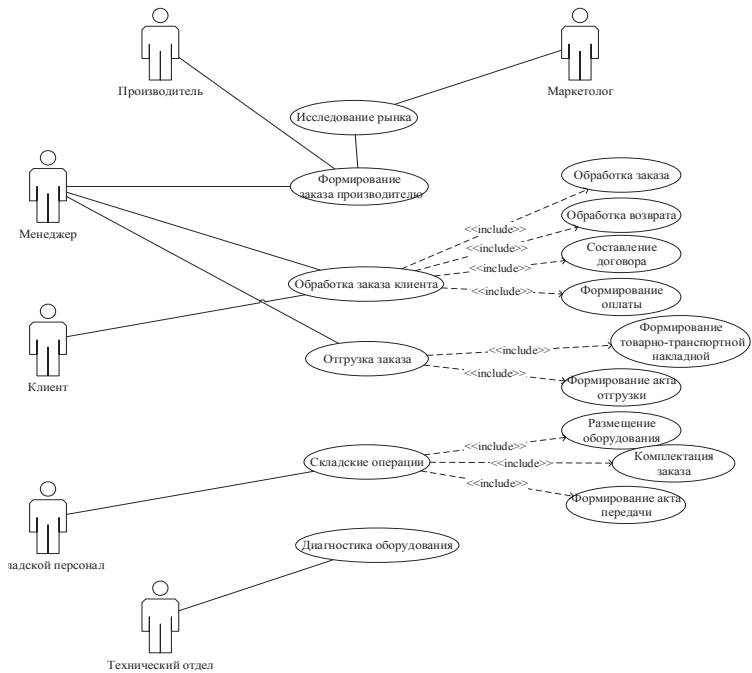 Производитель
Маркетолог
Исследование рынка
Формирование
заказа производителю
Менеджер
Обработка заказа
<<include>>
Обработка возврата
<<include>>
Составление
договора
<<include>>
Обработка заказа клиента
Формирование
оплаты
<<include>>
Клиент
Отгрузка заказа
Формирование
товарно-транспортной
накладной
<<include>>
Формирование акта
отгрузки
<<include>>
Складские операции
Размещение
оборудования
<<include>>
Комплектация
заказа
<<include>>
Формирование акта
передачи
<<include>>
ладской персонал
Диагностика оборудования
Технический отдел